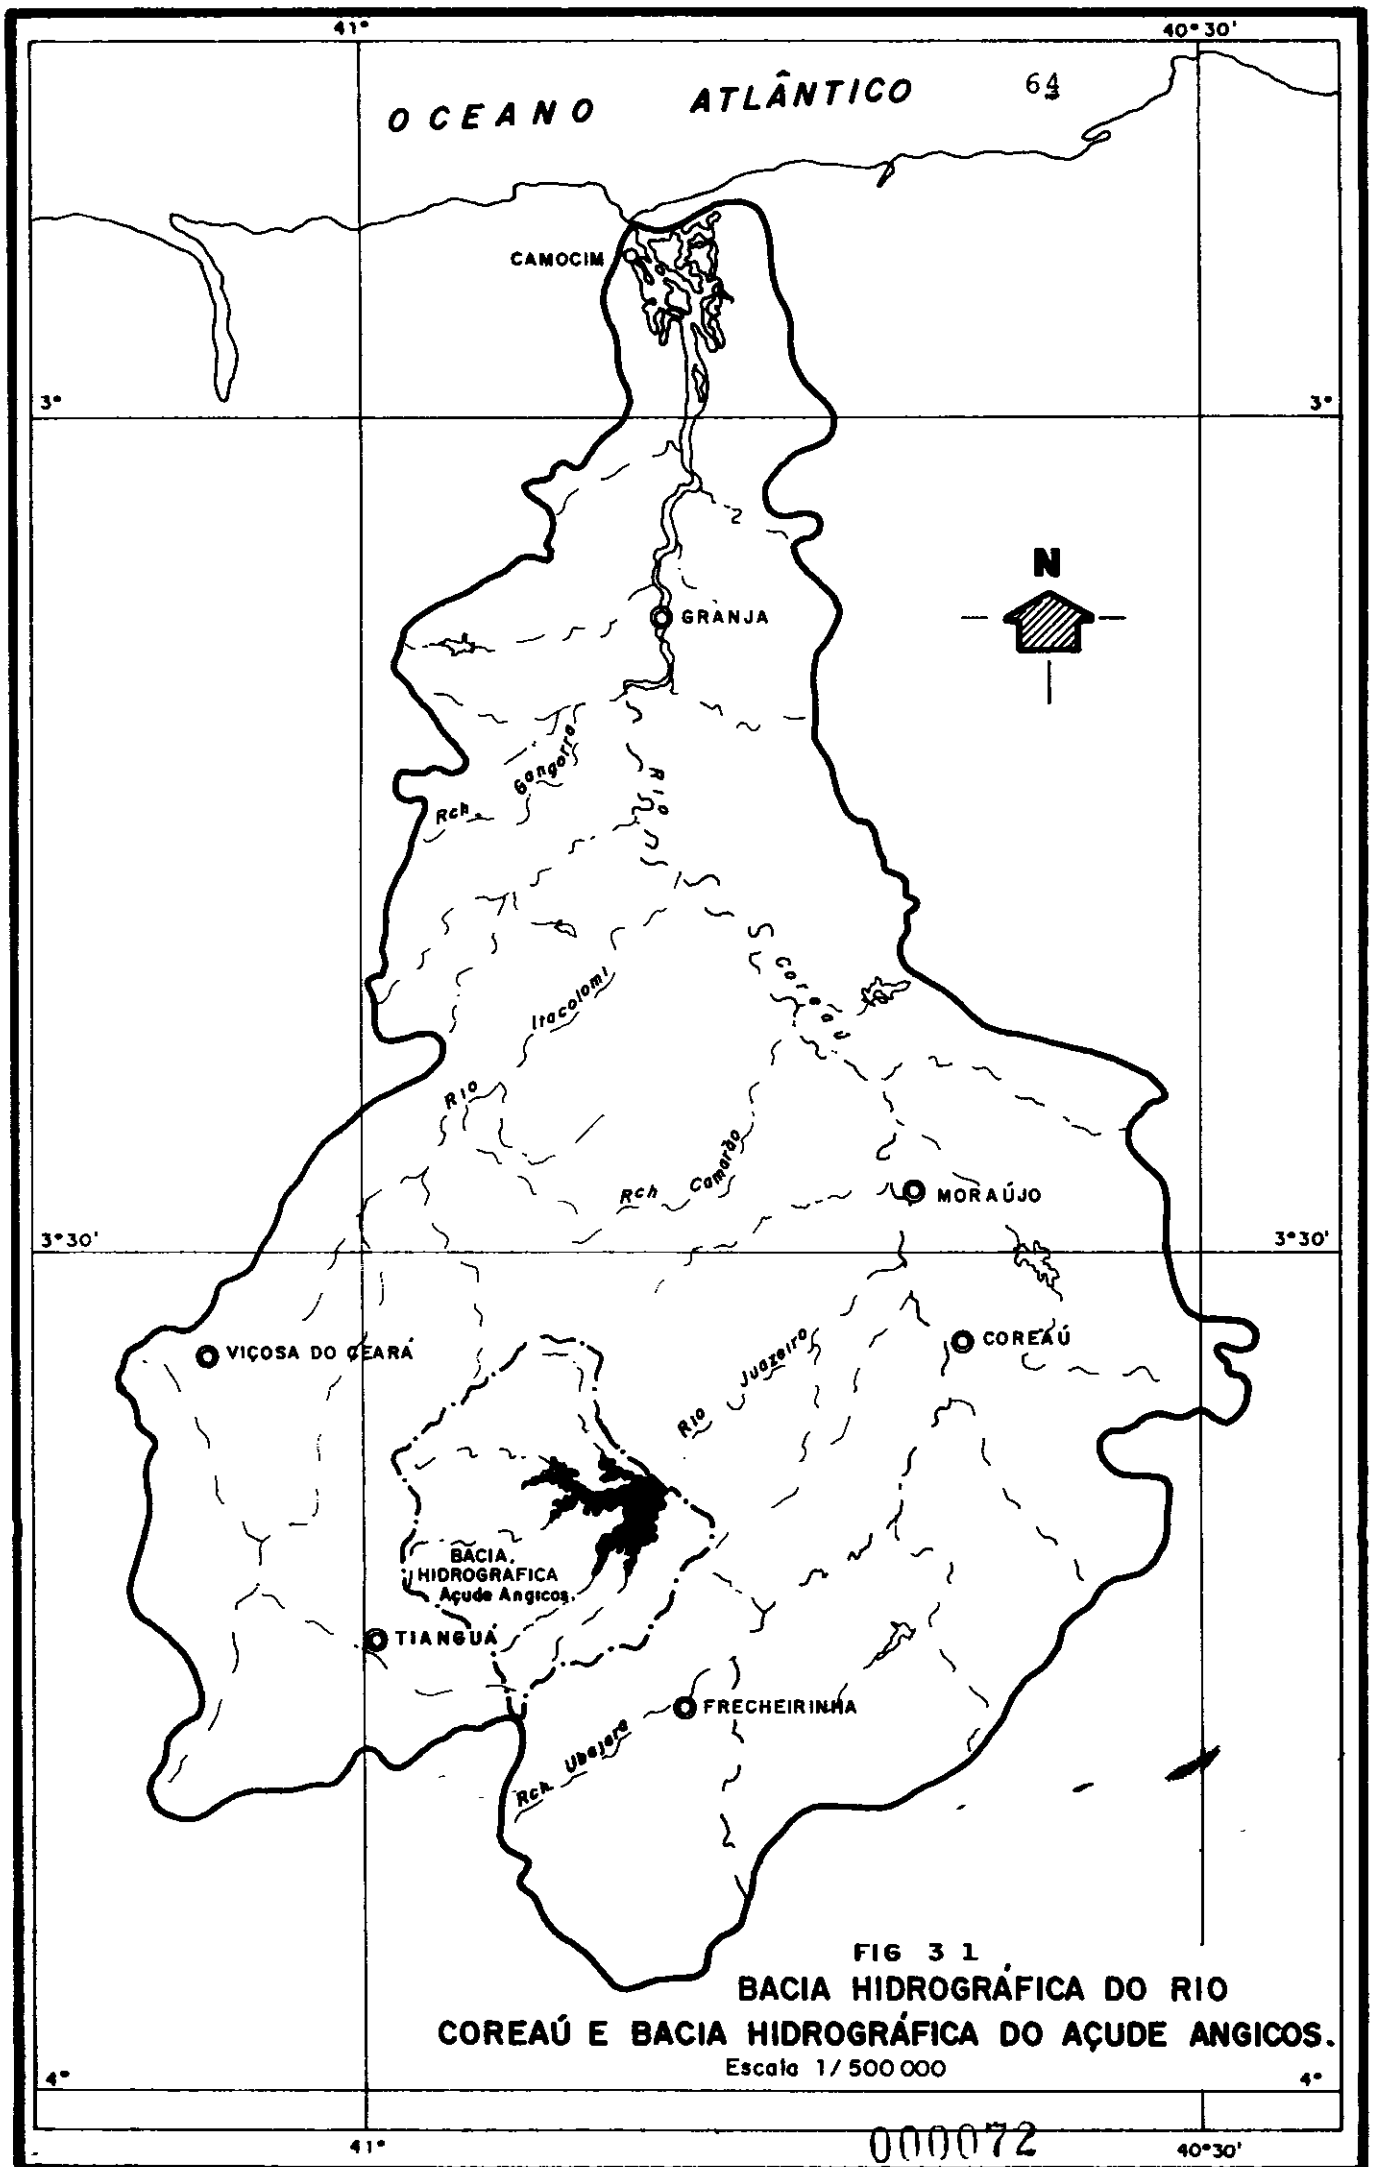 41°
40°30'
OCEANO ATLÂNTICO
64
CAMOCIM
3°
3°
2
N
GRANJA
Rch. Gangorra
RIO
Coreaú
Itacolomi
RIO
Rch Camarão
MORAÚJO
3°30'
3°30'
COREAÚ
VIÇOSA DO CEARÁ
RIO Juazeiro
BACIA.
HIDROGRAFICA
Açude Angicos.
TIANGUÁ
FRECHEIRINHA
Rch. Ubajara
FIG 3 1
BACIA HIDROGRÁFICA DO RIO
COREAÚ E BACIA HIDROGRÁFICA DO AÇUDE ANGICOS.
Escala 1/500 000
4°
4°
000072
41°
40°30'